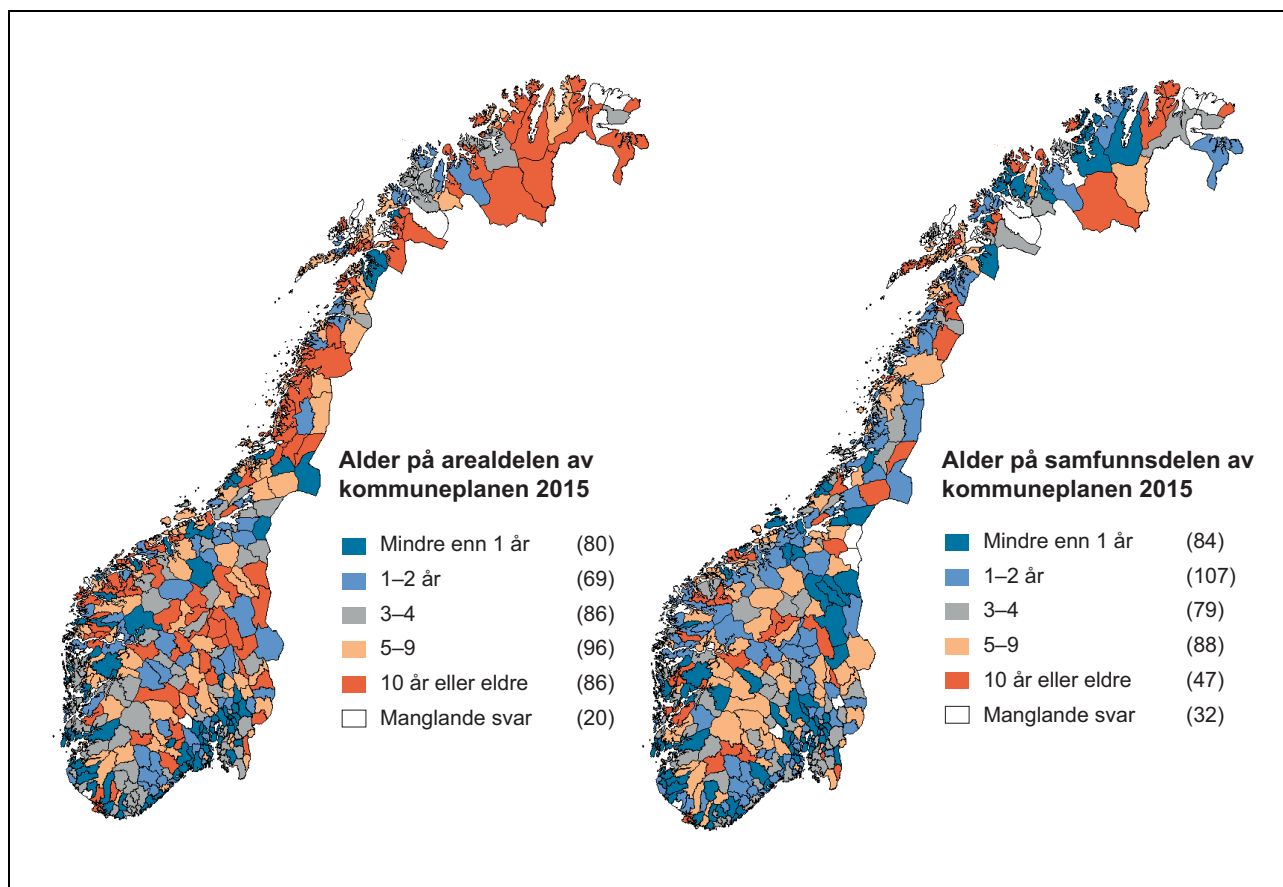 Alder på arealdelen av
kommuneplanen 2015
Mindre enn 1 år (80)
1–2 år (69)
3–4 (86)
5–9 (96)
10 år eller eldre (86)
Manglande svar (20)
Alder på samfunnsdelen av
kommuneplanen 2015
Mindre enn 1 år (84)
1–2 år (107)
3–4 (79)
5–9 (88)
10 år eller eldre (47)
Manglande svar (32)